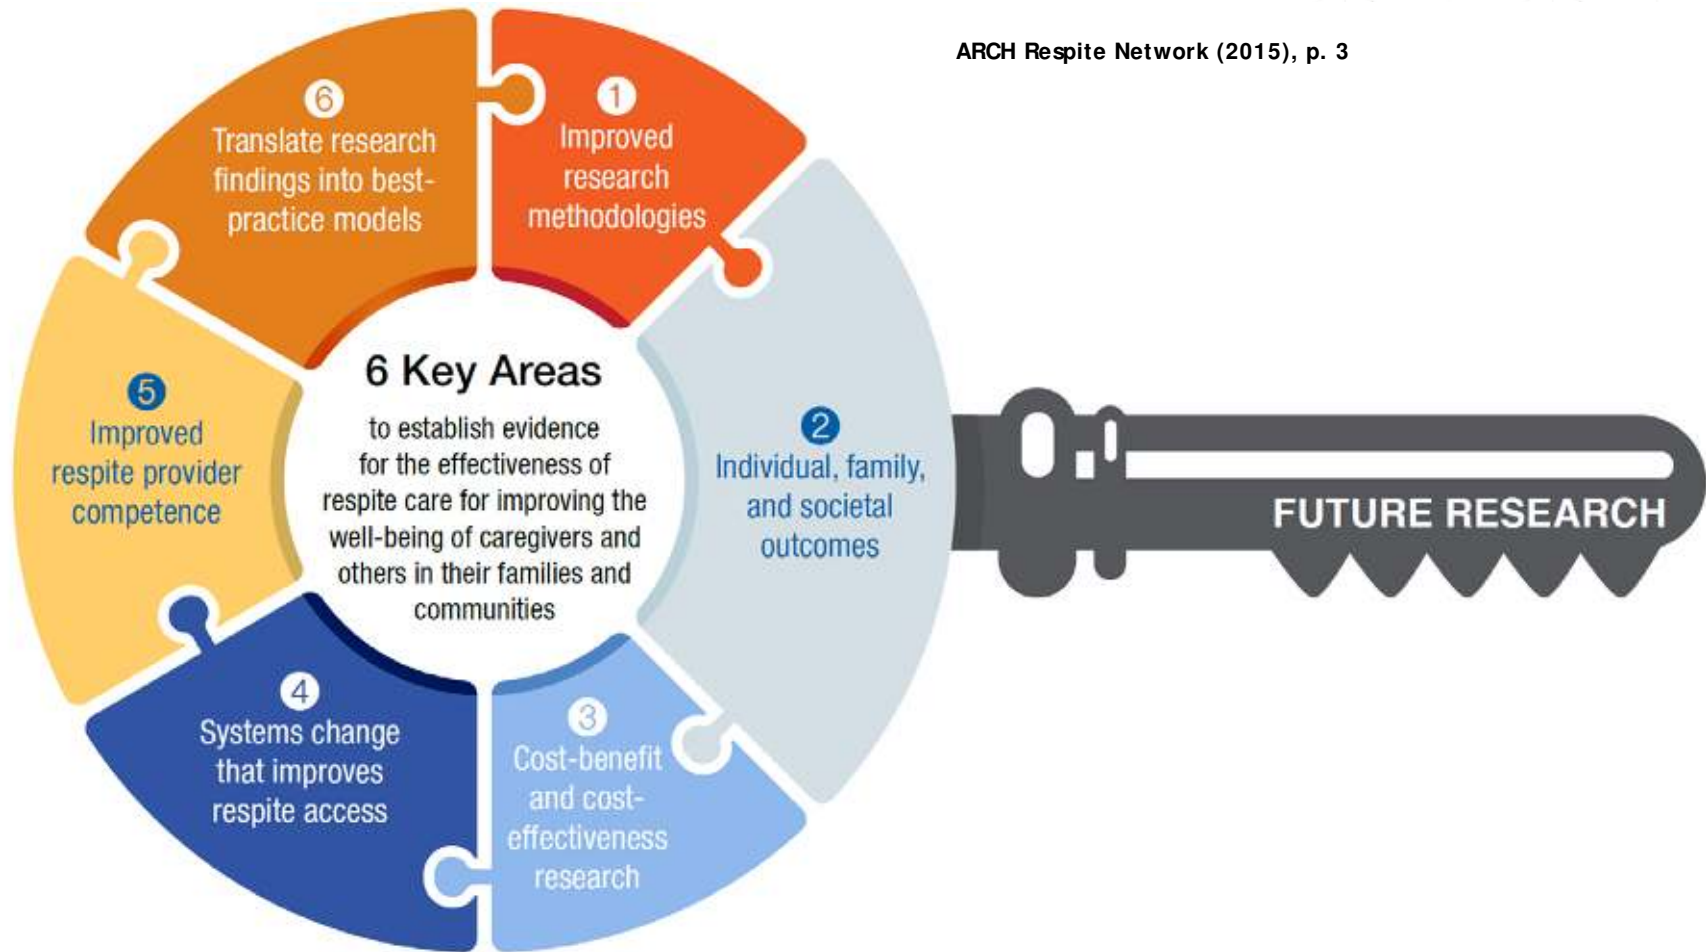 ARCH Respite Network (2015), p. 3
1
Improved
research
methodologies
2
Individual, family,
and societal
outcomes
3
Cost-benefit
and cost-
effectiveness
research
4
Systems change
that improves
respite access
5
Improved
respite provider
competence
6
Translate research
findings into best-
practice models
6 Key Areas
to establish evidence
for the effectiveness of
respite care for improving the
well-being of caregivers and
others in their families and
communities
FUTURE RESEARCH